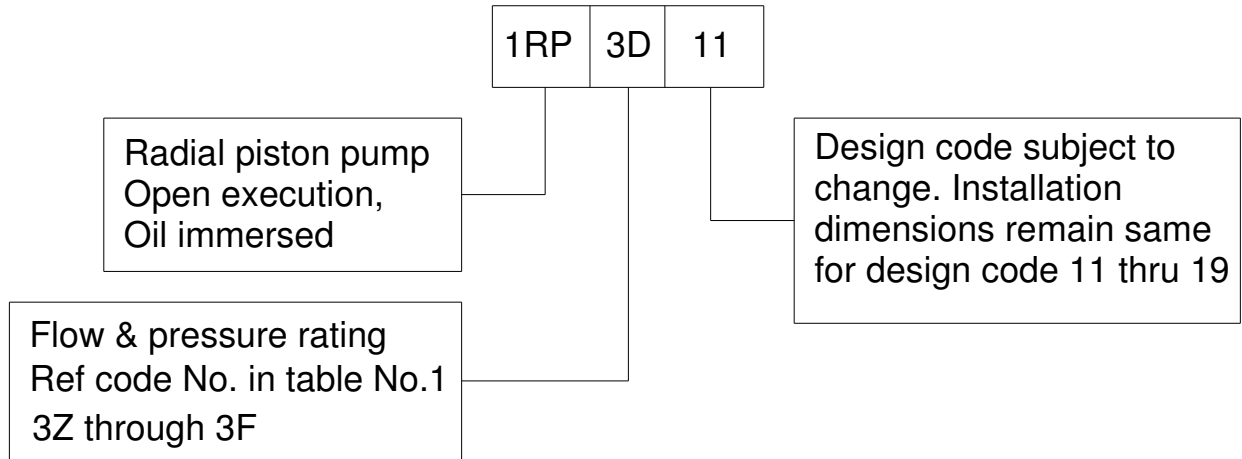 1RP 3D 11
Radial piston pump
Open execution,
Oil immersed
Design code subject to
change. Installation
dimensions remain same
for design code 11 thru 19
Flow & pressure rating
Ref code No. in table No.1
3Z through 3F